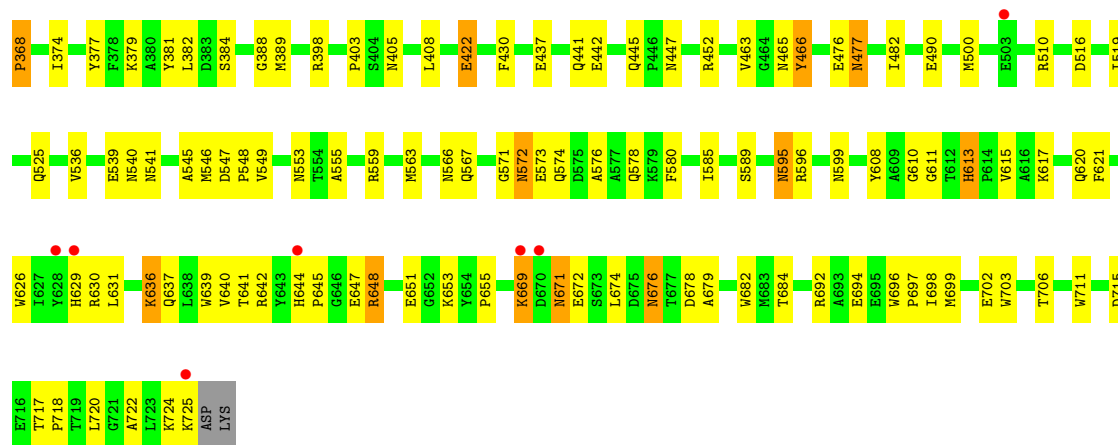 P368 I374 Y377 F378 K379 A380 Y381 L382 D383 S384 G388 M389 R398 P403 S404 N405 L408 E422 F430 E437 Q441 E442 Q445 P446 N447 R452 V463 G464 N465 Y466 E476 N477 I482 E490 M500 E503 R510 D516
Q525 V536 E539 N540 N541 A545 M546 D547 P548 V549 N553 T554 A555 R559 M563 N566 Q567 G571 N572 E573 Q574 D575 A576 A577 Q578 K579 F580 I585 S589 N595 R596 N599 Y608 A609 G610 G611 T612 H613 P614 V615 A616 K617 Q620 F621
W626 I627 Y628 H629 R630 L631 K636 Q637 L638 W639 V640 T641 R642 Y643 H644 P645 G646 E647 R648 E651 G652 K653 Y654 P655 K669 D670 N671 E672 S673 L674 D675 N676 T677 D678 A679 W682 M683 T684 R692 A693 E694 E695 W696 P697 I698 M699 E702 W703 T706 W711
E716 T717 P718 T719 L720 G721 A722 L723 K724 K725 ASP LYS